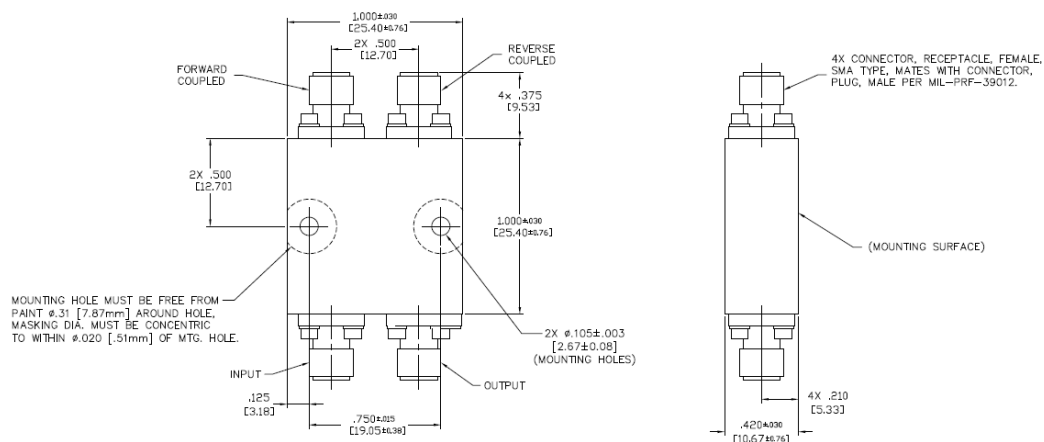 1.000±.030
[25.40±0.76]
2X .500
[12.70]
FORWARD
COUPLED
REVERSE
COUPLED
4x .375
[9.53]
4X CONNECTOR, RECEPTACLE, FEMALE,
SMA TYPE, MATES WITH CONNECTOR,
PLUG, MALE PER MIL-PRF-39012.
2X .500
[12.70]
1.000±.030
[25.40±0.76]
(MOUNTING SURFACE)
MOUNTING HOLE MUST BE FREE FROM
PAINT ø.31 [7.87mm] AROUND HOLE,
MASKING DIA. MUST BE CONCENTRIC
TO WITHIN ø.020 [.51mm] OF MTG. HOLE.
2X ø.105±.003
[2.67±0.08]
(MOUNTING HOLES)
INPUT
OUTPUT
.125
[3.18]
.750±.015
[19.05±0.38]
4X .210
[5.33]
.420±.030
[10.67±0.76]